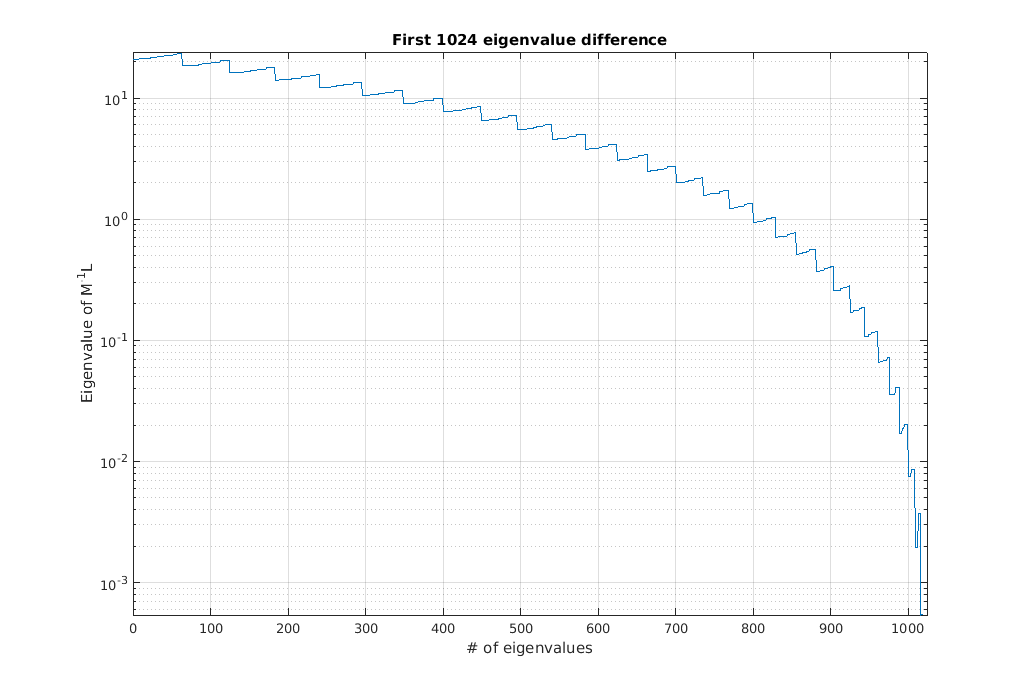 First 1024 eigenvalue difference
Eigenvalue of M⁻¹L
10¹
10⁰
10⁻¹
10⁻²
10⁻³
0 100 200 300 400 500 600 700 800 900 1000
# of eigenvalues